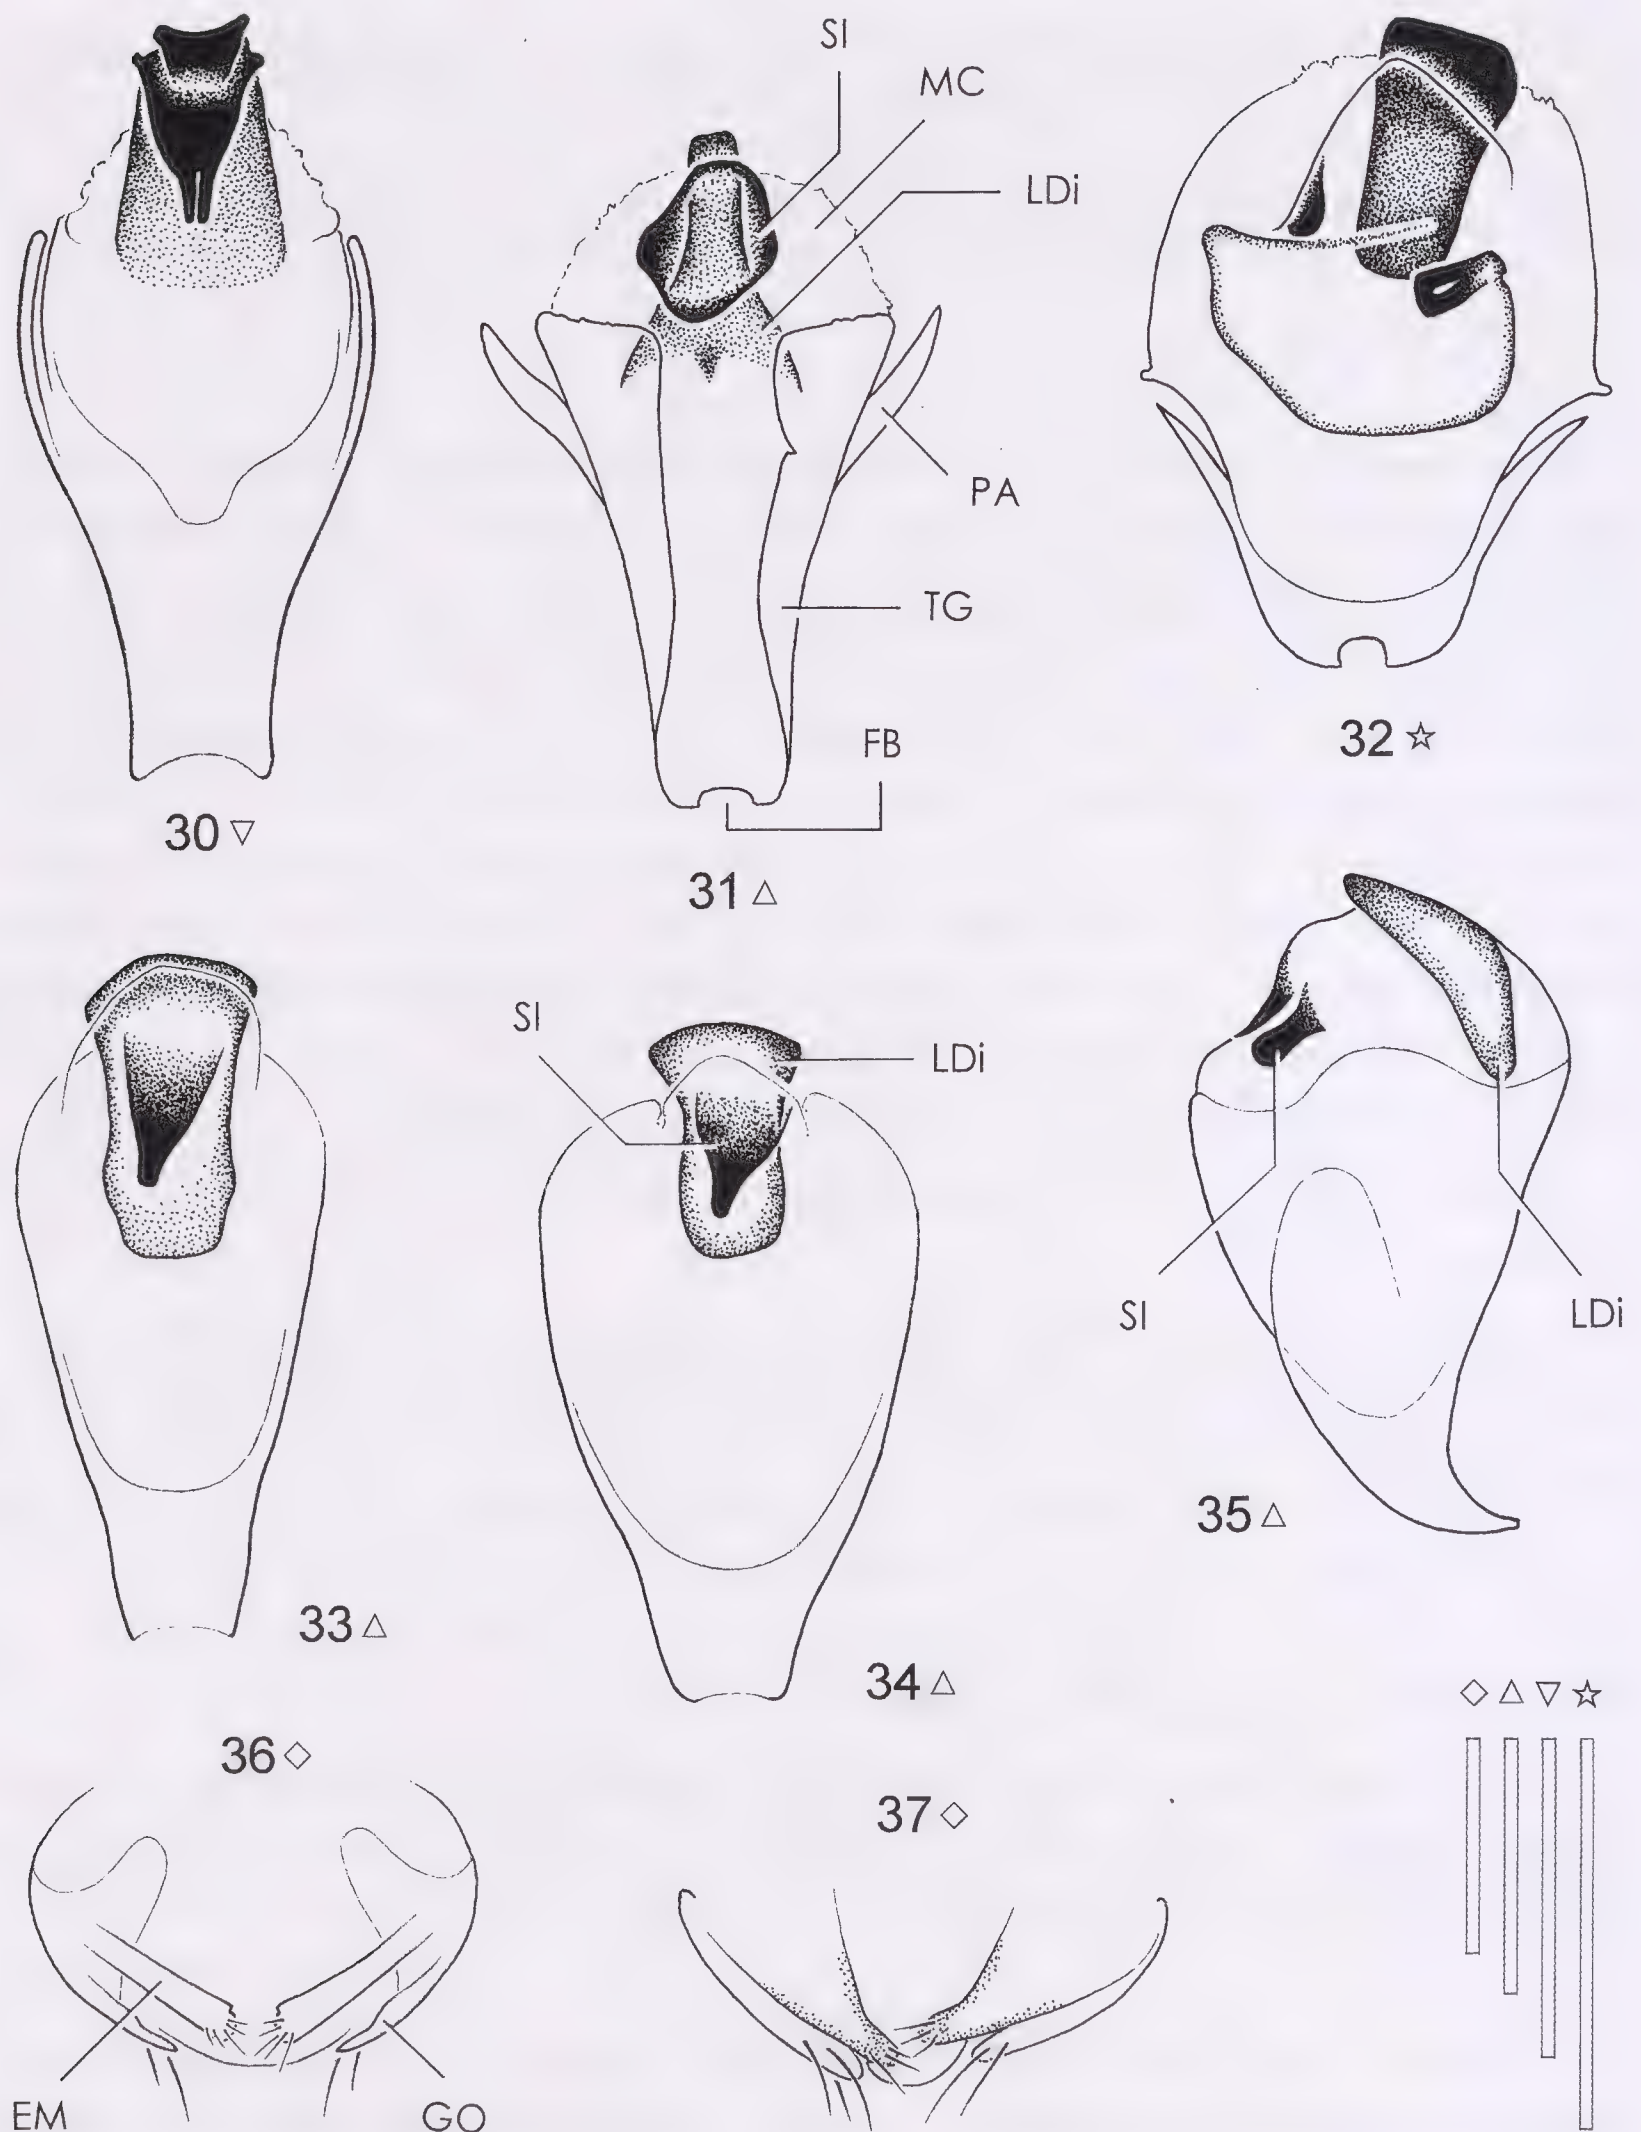 SI
MC
LDi
PA
TG
FB
30 ▽
31 △
32 ☆
SI
LDi
SI
LDi
33 △
34 △
35 △
◇ △ ▽ ☆
36 ◇
37 ◇
EM
GO